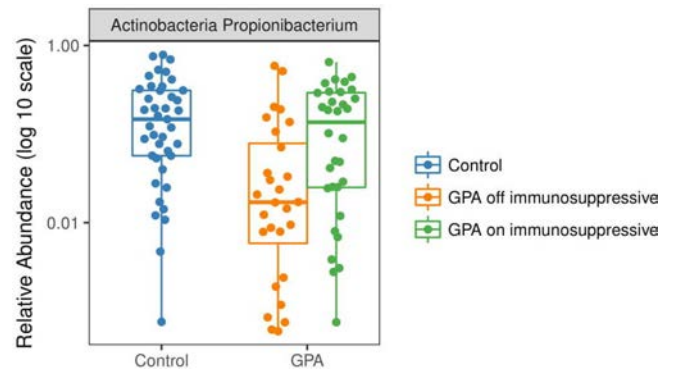 Actinobacteria Propionibacterium
Relative Abundance (log 10 scale)
1.00
0.01
Control
GPA
Control
GPA off immunosuppressive
GPA on immunosuppressive